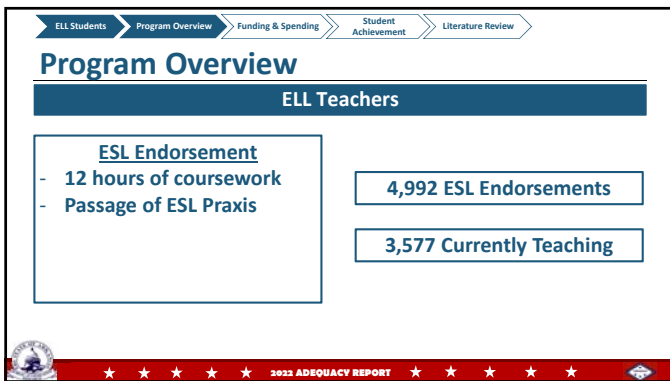 ELL Students
Program Overview
Funding & Spending
Student
Achievement
Literature Review
Program Overview
ELL Teachers
ESL Endorsement
- 12 hours of coursework
- Passage of ESL Praxis
4,992 ESL Endorsements
3,577 Currently Teaching
2022 ADEQUACY REPORT